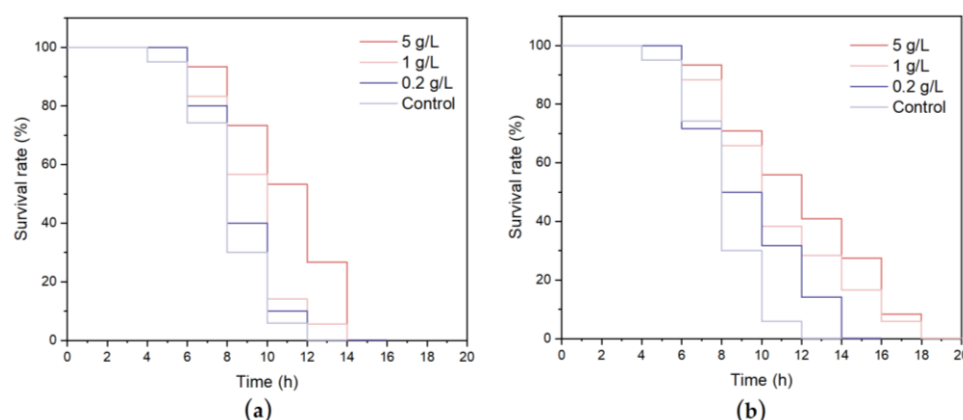 5 g/L
1 g/L
0.2 g/L
Control
100
80
60
40
20
0
Survival rate (%)
0 2 4 6 8 10 12 14 16 18 20
Time (h)
(a)
5 g/L
1 g/L
0.2 g/L
Control
100
80
60
40
20
0
Survival rate (%)
0 2 4 6 8 10 12 14 16 18 20
Time (h)
(b)